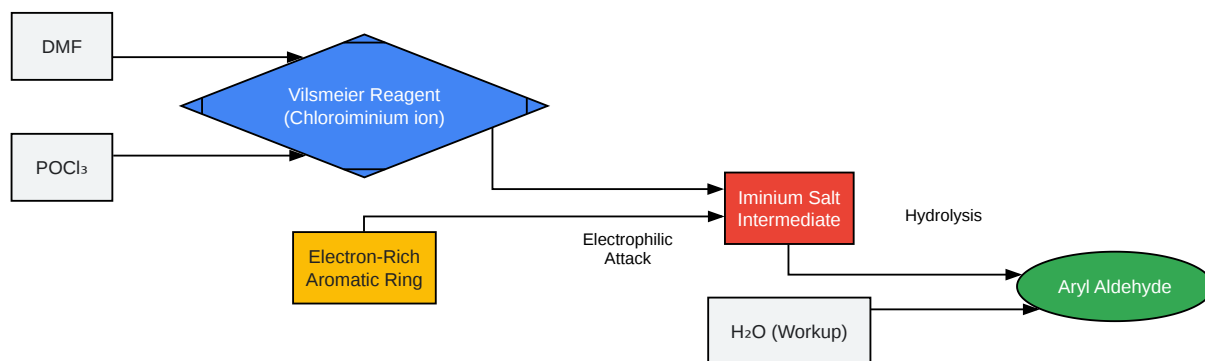 DMF
Vilsmeier Reagent
(Chloroiminium ion)
POCl₃
Iminium Salt
Intermediate
Hydrolysis
Electrophilic
Attack
Electron-Rich
Aromatic Ring
Aryl Aldehyde
H₂O (Workup)